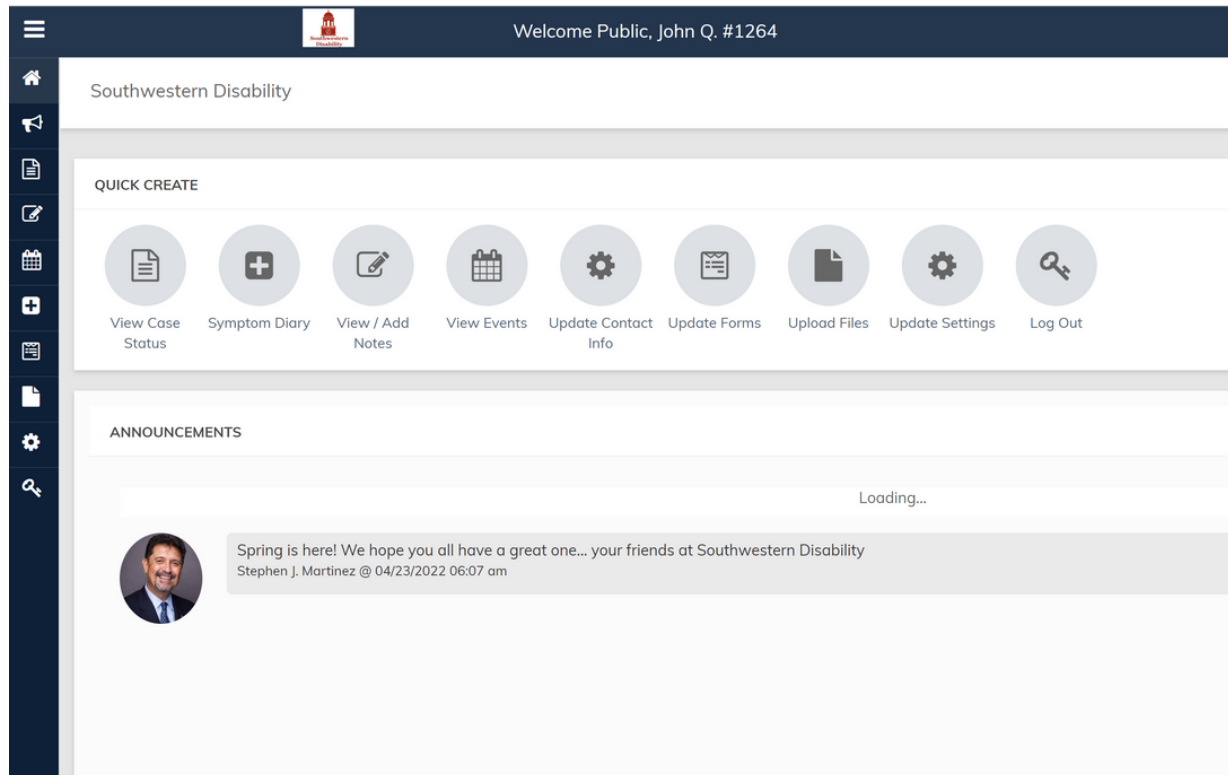 Southwestern
Disability
Welcome Public, John Q. #1264
Southwestern Disability
QUICK CREATE
View Case Status
Symptom Diary
View / Add Notes
View Events
Update Contact Info
Update Forms
Upload Files
Update Settings
Log Out
ANNOUNCEMENTS
Loading...
Spring is here! We hope you all have a great one... your friends at Southwestern Disability
Stephen J. Martinez @ 04/23/2022 06:07 am